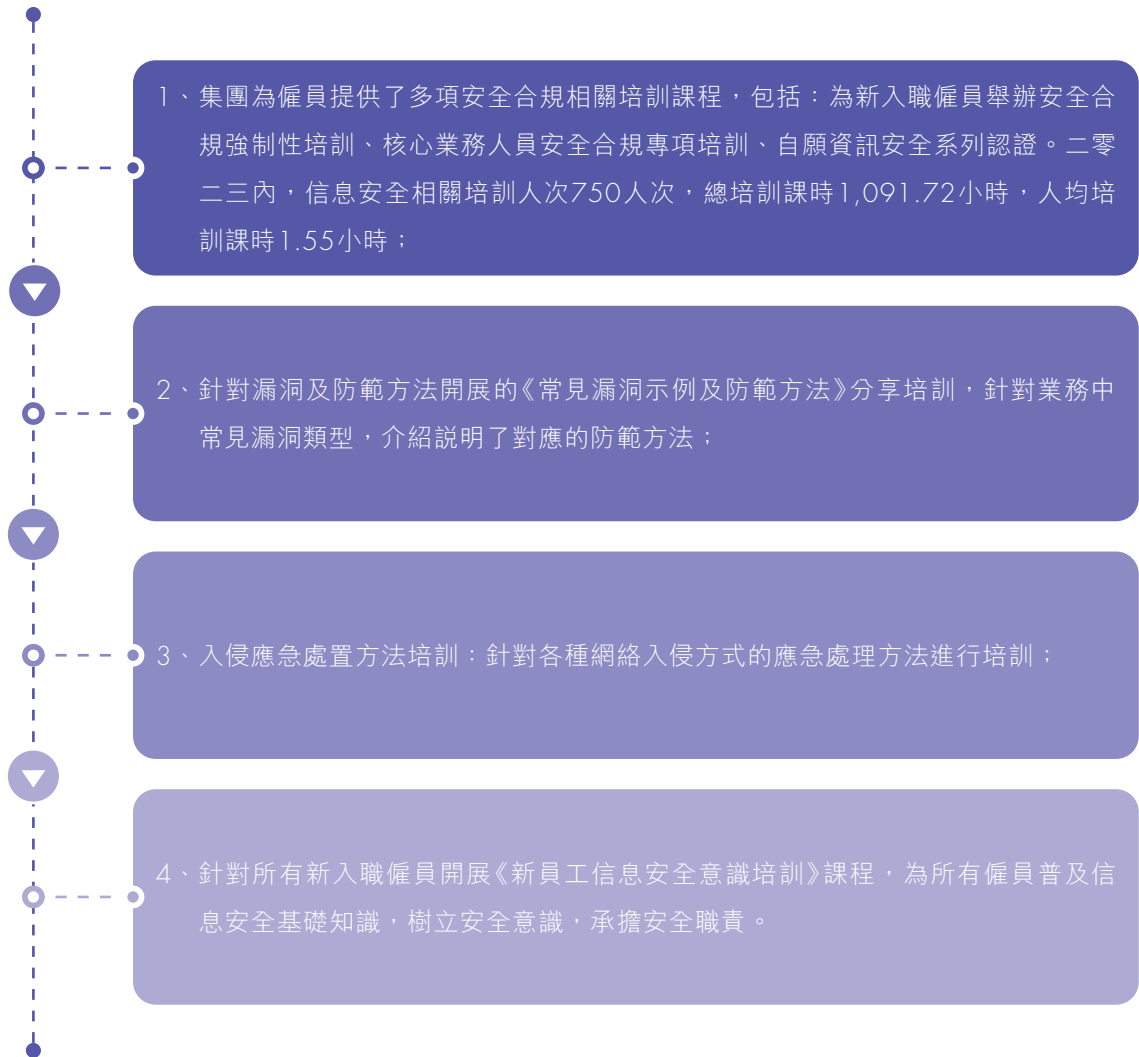 1、集團為僱員提供了多項安全合規相關培訓課程，包括：為新入職僱員舉辦安全合
規強制性培訓、核心業務人員安全合規專項培訓、自願資訊安全系列認證。二零
二三內，信息安全相關培訓人次750人次，總培訓課時1,091.72小時，人均培
訓課時1.55小時；
2、針對漏洞及防範方法開展的《常見漏洞示例及防範方法》分享培訓，針對業務中
常見漏洞類型，介紹説明了對應的防範方法；
3、入侵應急處置方法培訓：針對各種網絡入侵方式的應急處理方法進行培訓；
4、針對所有新入職僱員開展《新員工信息安全意識培訓》課程，為所有僱員普及信
息安全基礎知識，樹立安全意識，承擔安全職責。